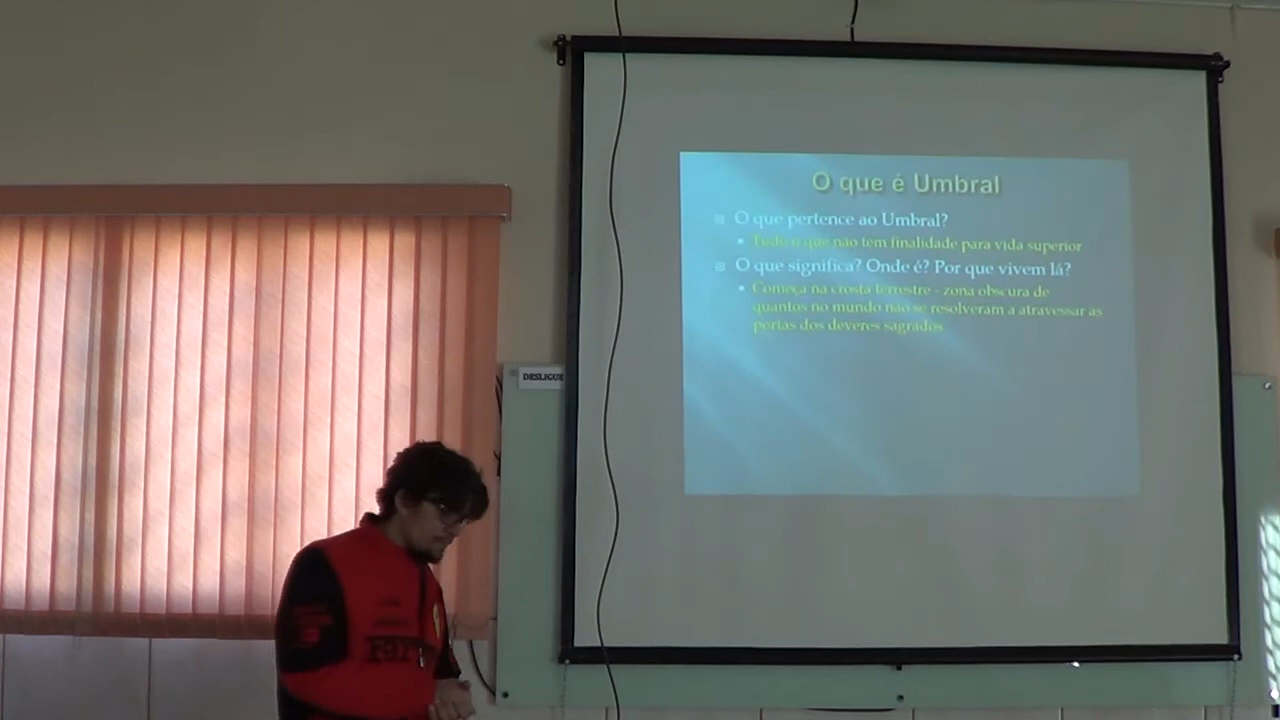 O que é Umbral
O que pertence ao Umbral?
Tudo o que não tem finalidade para vida superior
O que significa? Onde é? Por que vivem lá?
Começa na crosta terrestre - zona obscura de
quantos no mundo não se resolveram a atravessar as
portas dos deveres sagrados
DESLIGUE